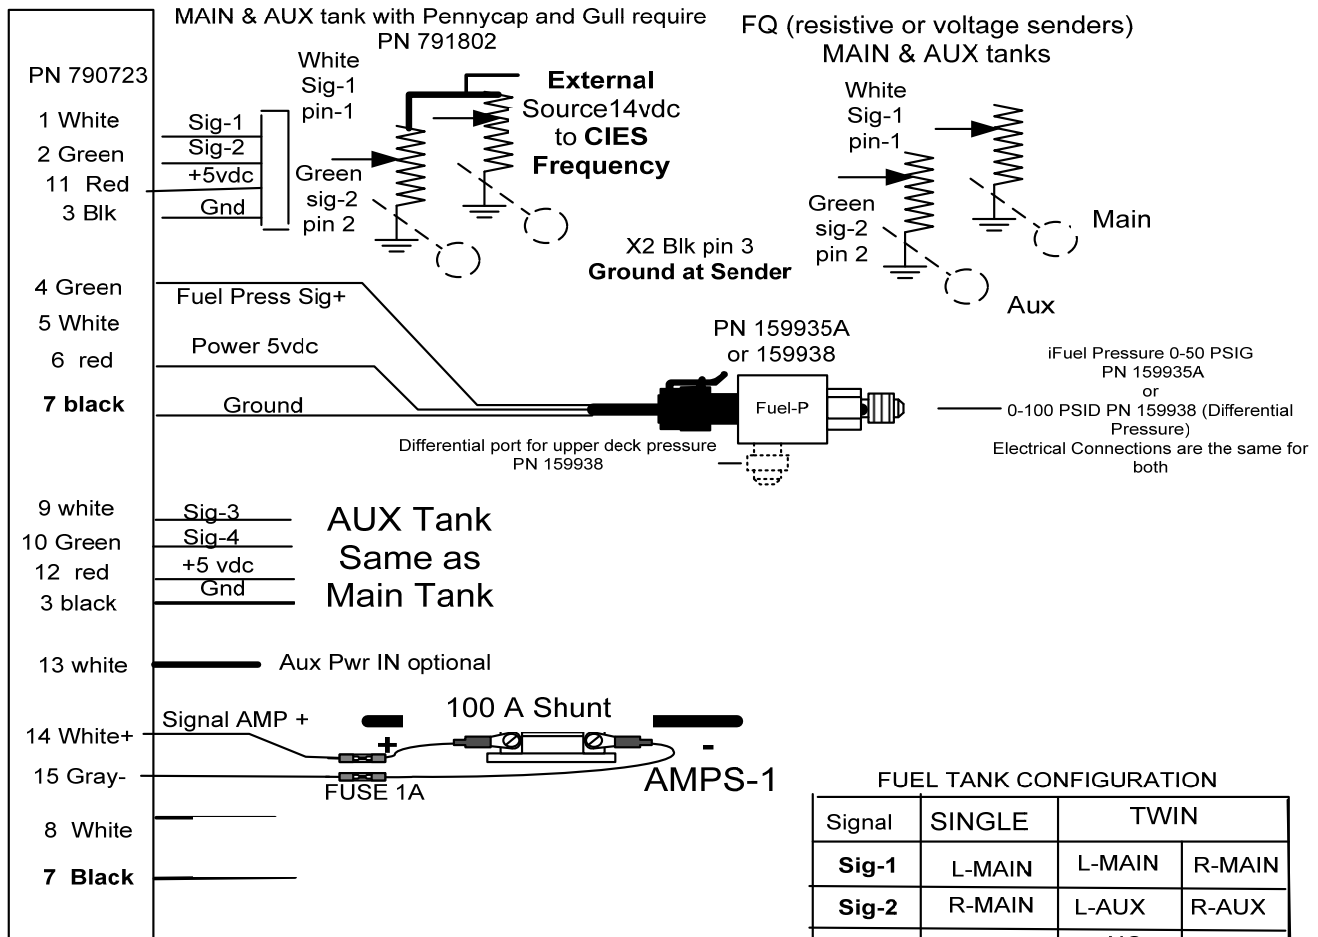 MAIN & AUX tank with Pennycap and Gull require
PN 791802
FQ (resistive or voltage senders)
MAIN & AUX tanks
PN 790723
White
Sig-1
pin-1
External
Source14vdc
to CIES
Frequency
White
Sig-1
pin-1
1 White
Sig-1
2 Green
Sig-2
11 Red
+5vdc
3 Blk
Gnd
Green
sig-2
pin 2
Green
sig-2
pin 2
Main
Aux
X2 Blk pin 3
Ground at Sender
4 Green
Fuel Press Sig+
5 White
6 red
Power 5vdc
7 black
Ground
PN 159935A
or 159938
Fuel-P
iFuel Pressure 0-50 PSIG
PN 159935A
or
0-100 PSID PN 159938 (Differential
Pressure)
Electrical Connections are the same for
both
Differential port for upper deck pressure
PN 159938
9 white
Sig-3
10 Green
Sig-4
12 red
+5 vdc
3 black
Gnd
AUX Tank
Same as
Main Tank
13 white
Aux Pwr IN optional
14 White+
Signal AMP +
100 A Shunt
+
-
15 Gray-
FUSE 1A
AMPS-1
8 White
7 Black
FUEL TANK CONFIGURATION
Signal SINGLE TWIN
Sig-1 L-MAIN L-MAIN R-MAIN
Sig-2 R-MAIN L-AUX R-AUX